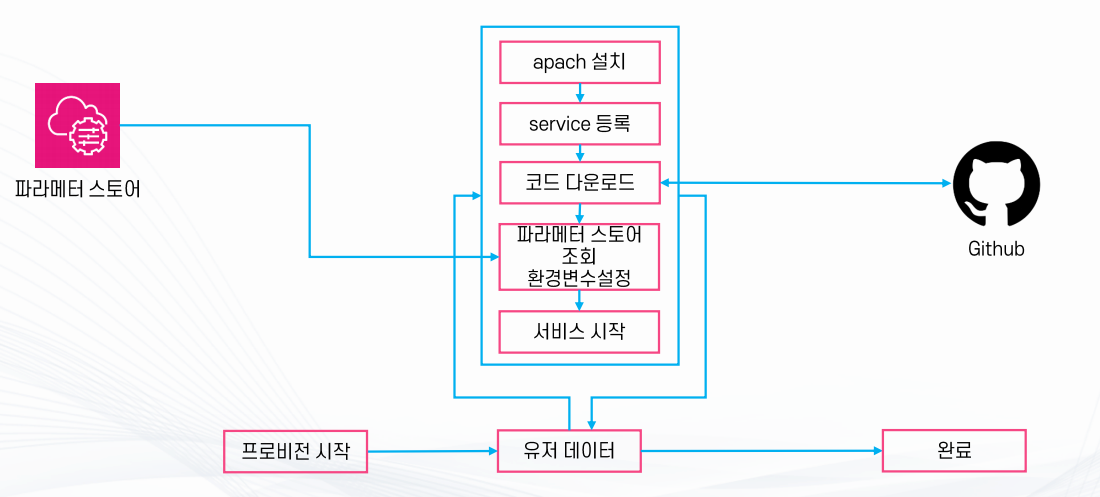 apach 설치
service 등록
코드 다운로드
파라메터 스토어
조회
환경변수설정
서비스 시작
파라메터 스토어
Github
프로비전 시작
유저 데이터
완료